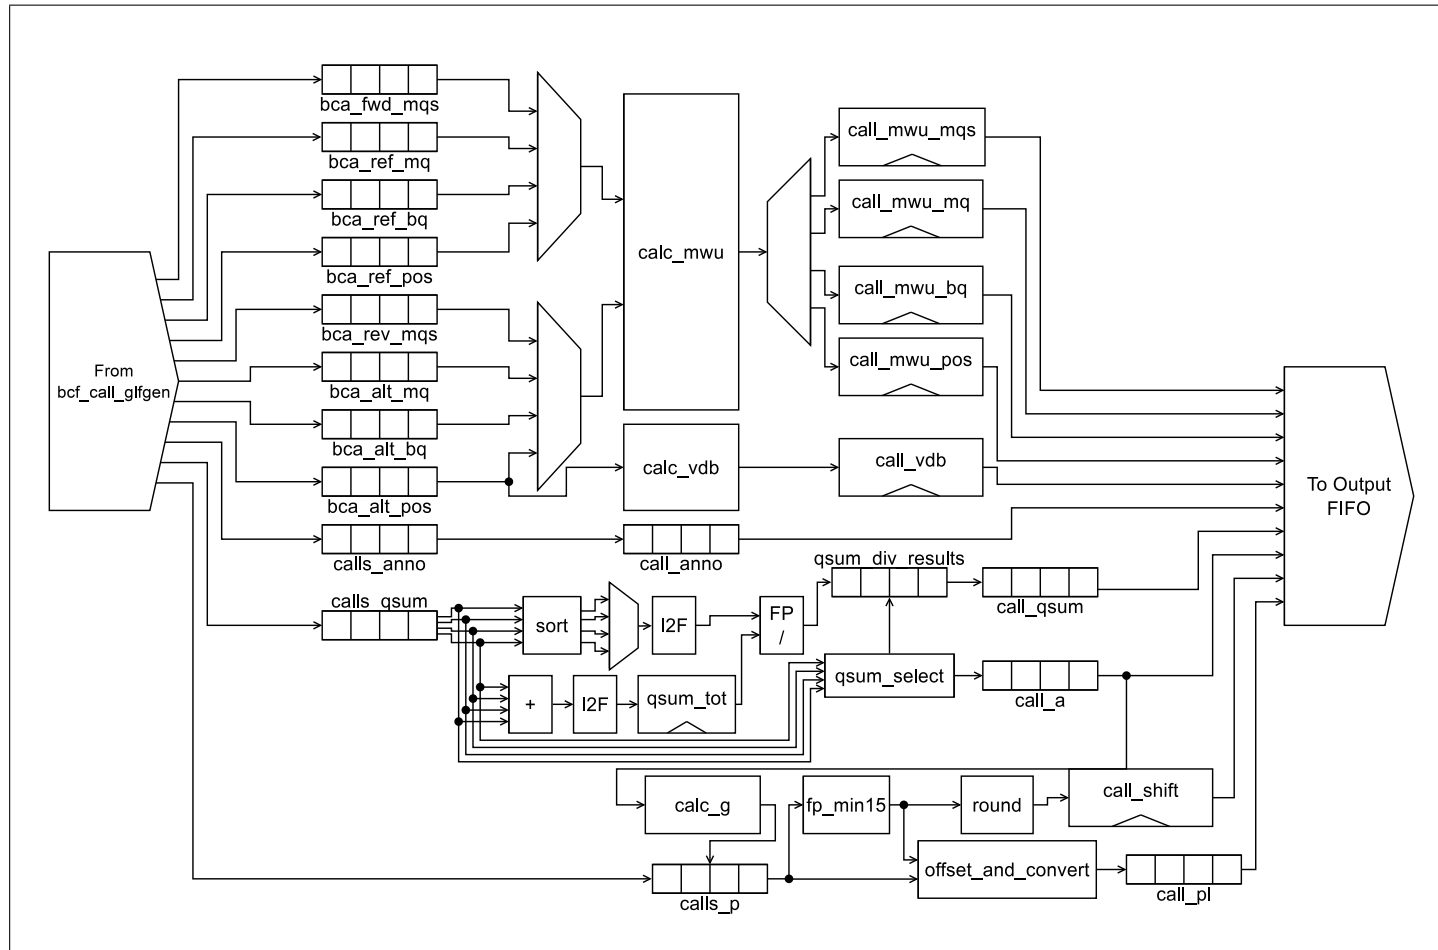 bca_fwd_mqs
bca_ref_mq
bca_ref_bq
bca_ref_pos
bca_rev_mqs
bca_alt_mq
bca_alt_bq
bca_alt_pos
calls_anno
calls_qsum
From
bcf_call_glfgen
calc_mwu
calc_vdb
call_anno
call_mwu_mqs
call_mwu_mq
call_mwu_bq
call_mwu_pos
call_vdb
qsum_div_results
call_qsum
To Output
FIFO
sort
I2F
FP
/
+
I2F
qsum_tot
qsum_select
call_a
calc_g
fp_min15
round
call_shift
calls_p
offset_and_convert
call_pl